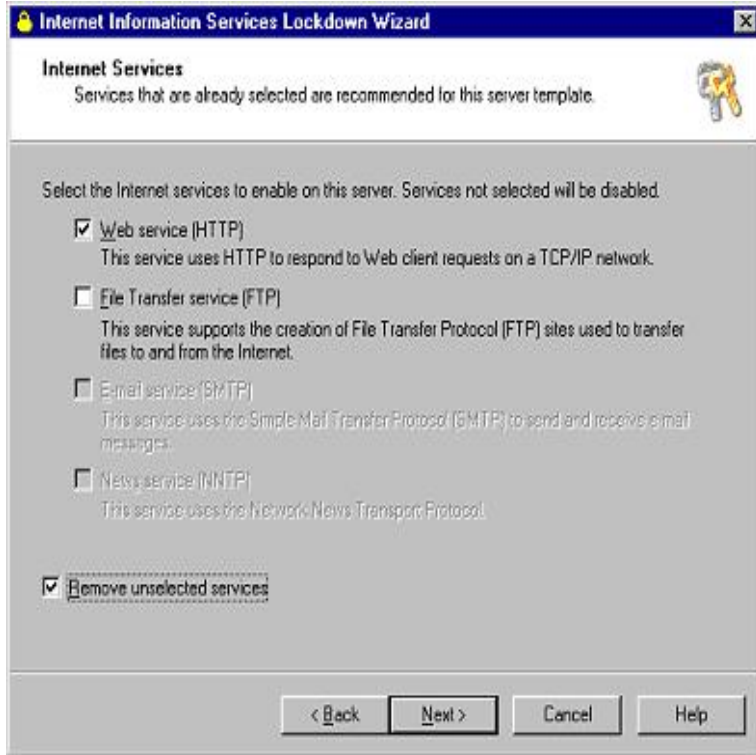 Internet Information Services Lockdown Wizard
Internet Services
Services that are already selected are recommended for this server template.
Select the Internet services to enable on this server. Services not selected will be disabled.
Web service (HTTP)
This service uses HTTP to respond to Web client requests on a TCP/IP network.
File Transfer service (FTP)
This service supports the creation of File Transfer Protocol (FTP) sites used to transfer
files to and from the Internet.
E-mail service (SMTP)
This service uses the Simple Mail Transfer Protocol (SMTP) to send and receive e-mail
messages.
News service (NNTP)
This service uses the Network News Transport Protocol.
Remove unselected services
< Back Next > Cancel Help